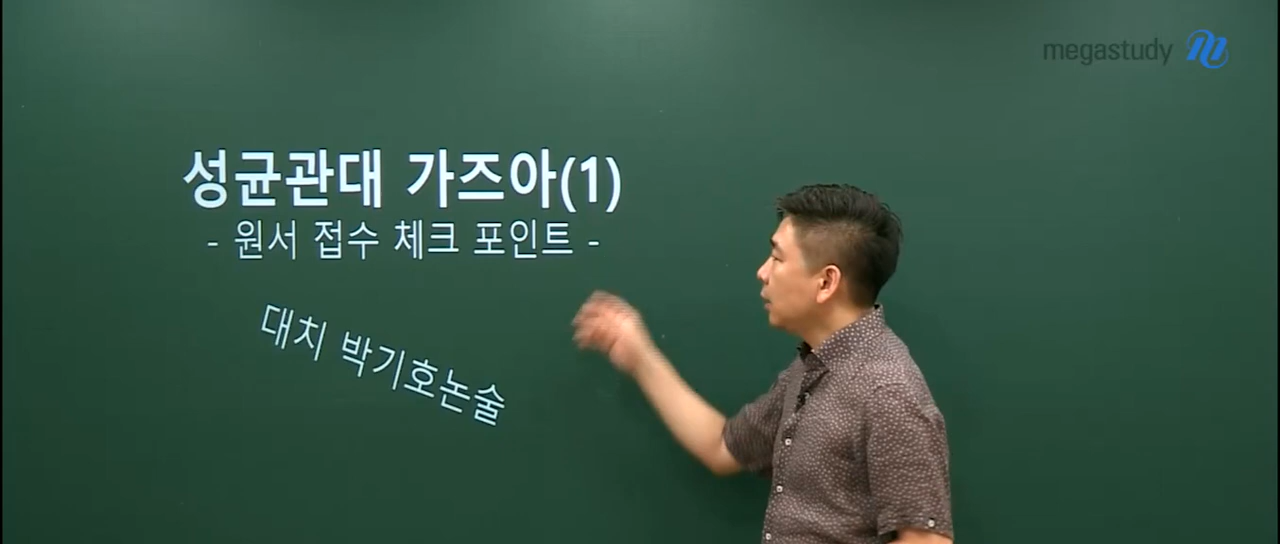 megastudy
성균관대 가즈아(1)
- 원서 접수 체크 포인트 -
대치 박기호논술